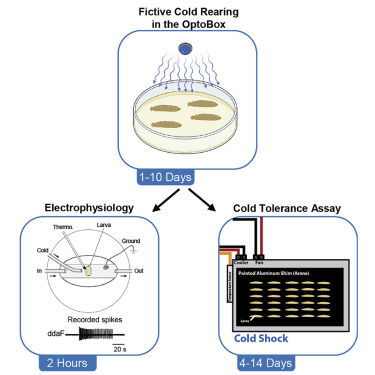 Fictive Cold Rearing
in the OptoBox
1-10 Days
Electrophysiology
Thermo.
Larva
Cold
Ground
In
Out
Recorded spikes
ddaF
20 s
2 Hours
Cold Tolerance Assay
Cooler
Fan
Painted Aluminum Shim (Arena)
Larva
Cold Shock
4-14 Days